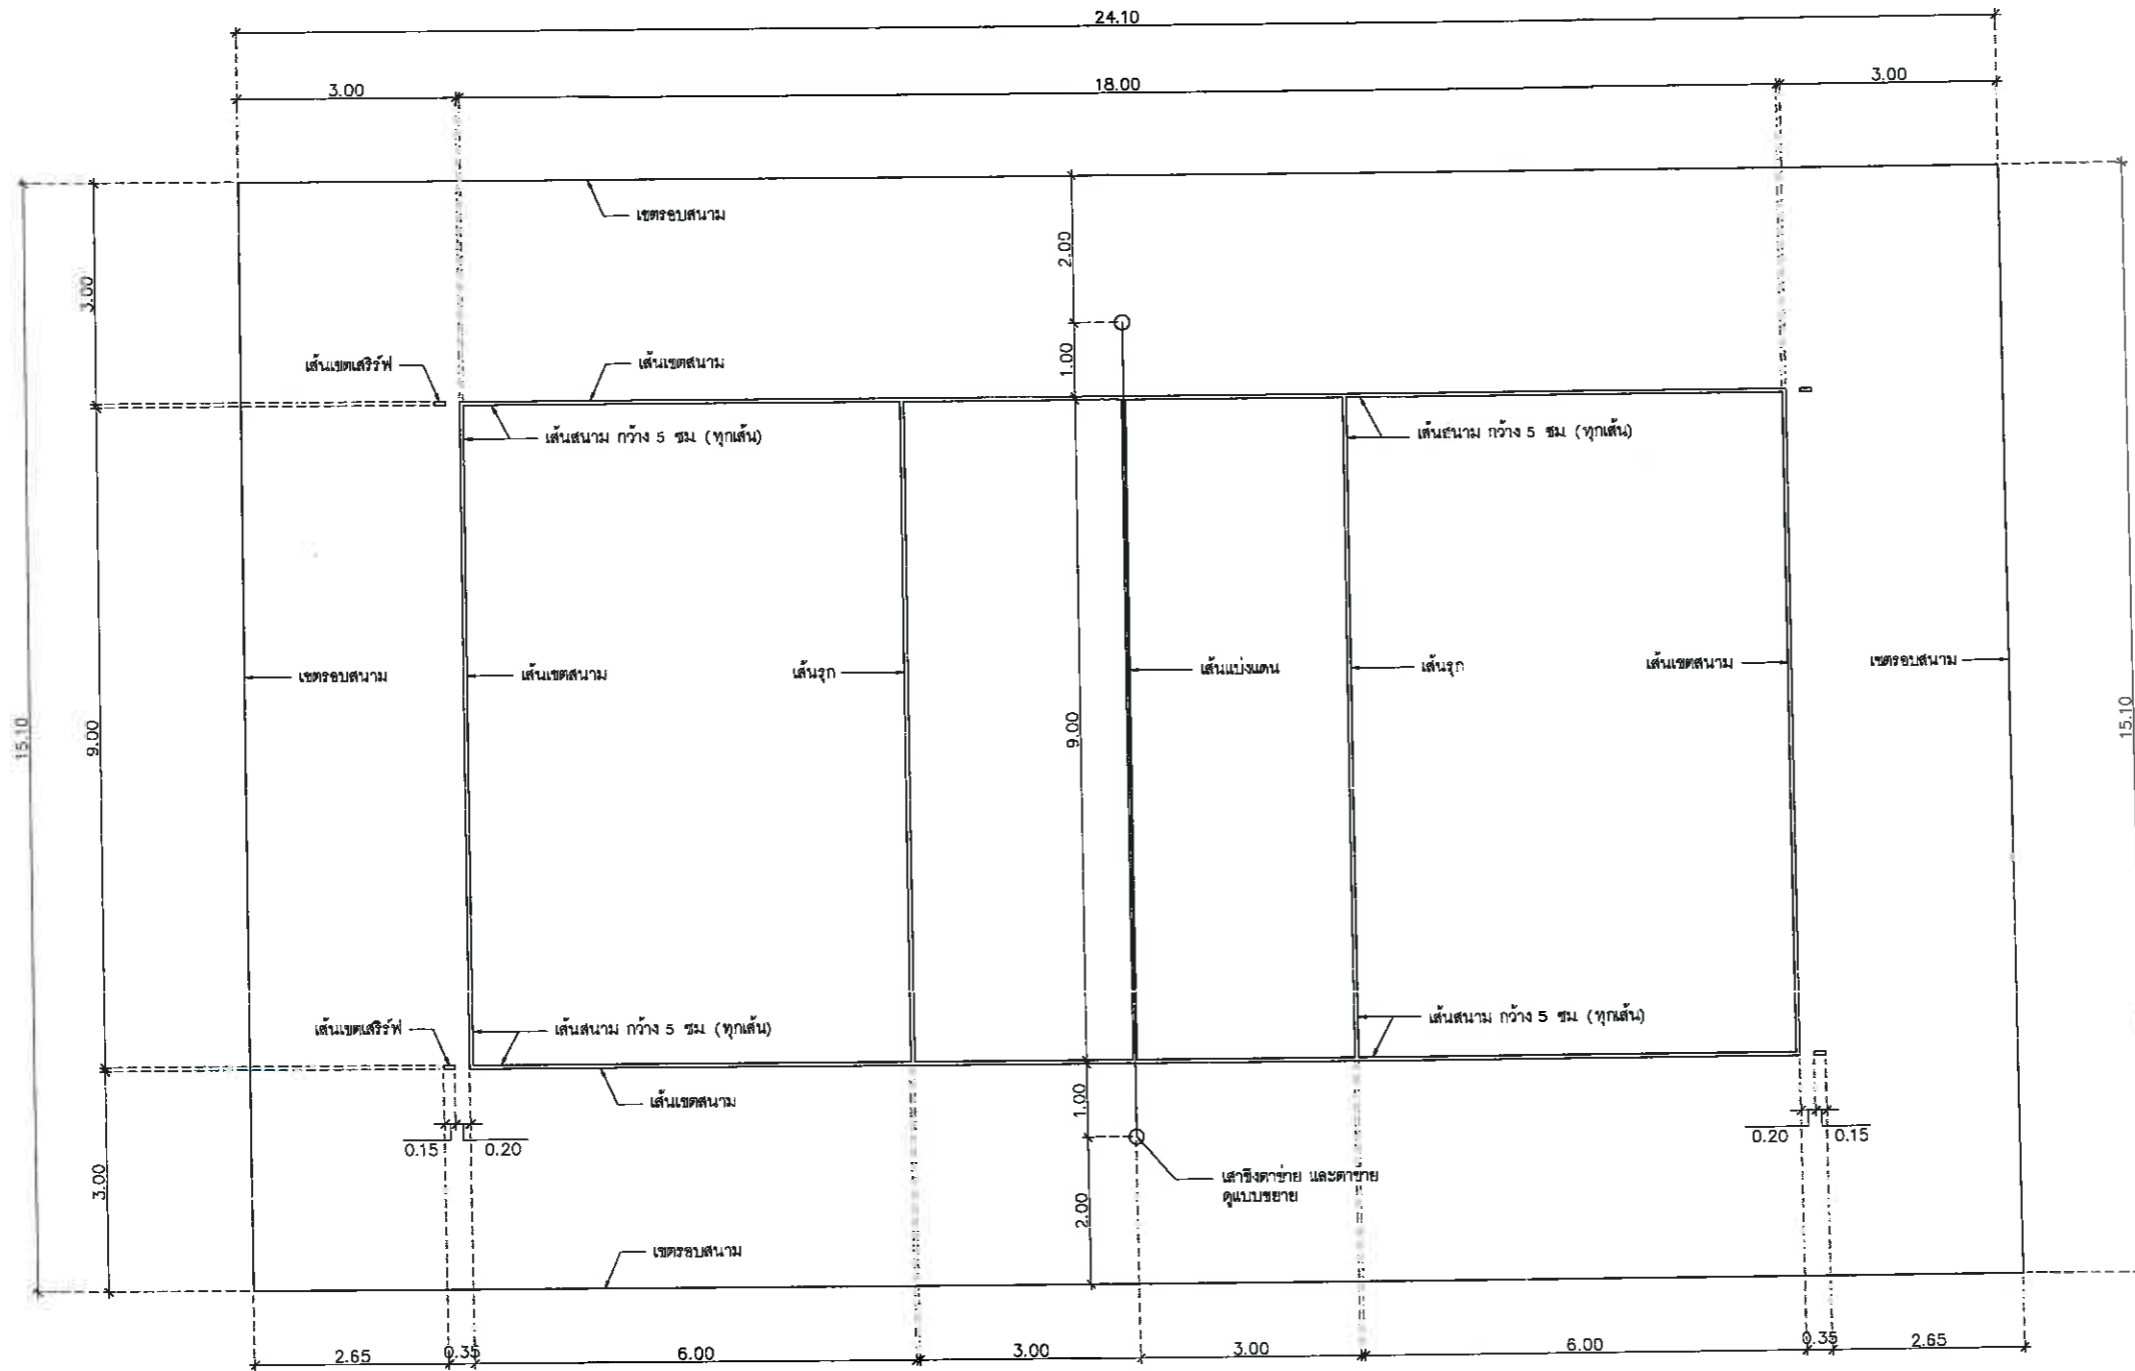 24.10
3.00
18.00
3.00
เขตรอบสนาม
2.00
3.00
1.00
เส้นเขตเสิร์ฟ
เส้นเขตสนาม
เส้นสนาม กว้าง 5 ซม. (ทุกเส้น)
เส้นสนาม กว้าง 5 ซม. (ทุกเส้น)
เขตรอบสนาม
เส้นเขตสนาม
เส้นรุก
เส้นแบ่งแดน
เส้นรุก
เส้นเขตสนาม
เขตรอบสนาม
15.10
9.00
9.00
15.10
เส้นเขตเสิร์ฟ
เส้นสนาม กว้าง 5 ซม. (ทุกเส้น)
เส้นสนาม กว้าง 5 ซม. (ทุกเส้น)
เส้นเขตสนาม
1.00
0.15
0.20
0.20
0.15
3.00
เสาขึงตาข่าย และตาข่าย
ดูแบบขยาย
2.00
เขตรอบสนาม
2.65
0.35
6.00
3.00
3.00
6.00
0.35
2.65